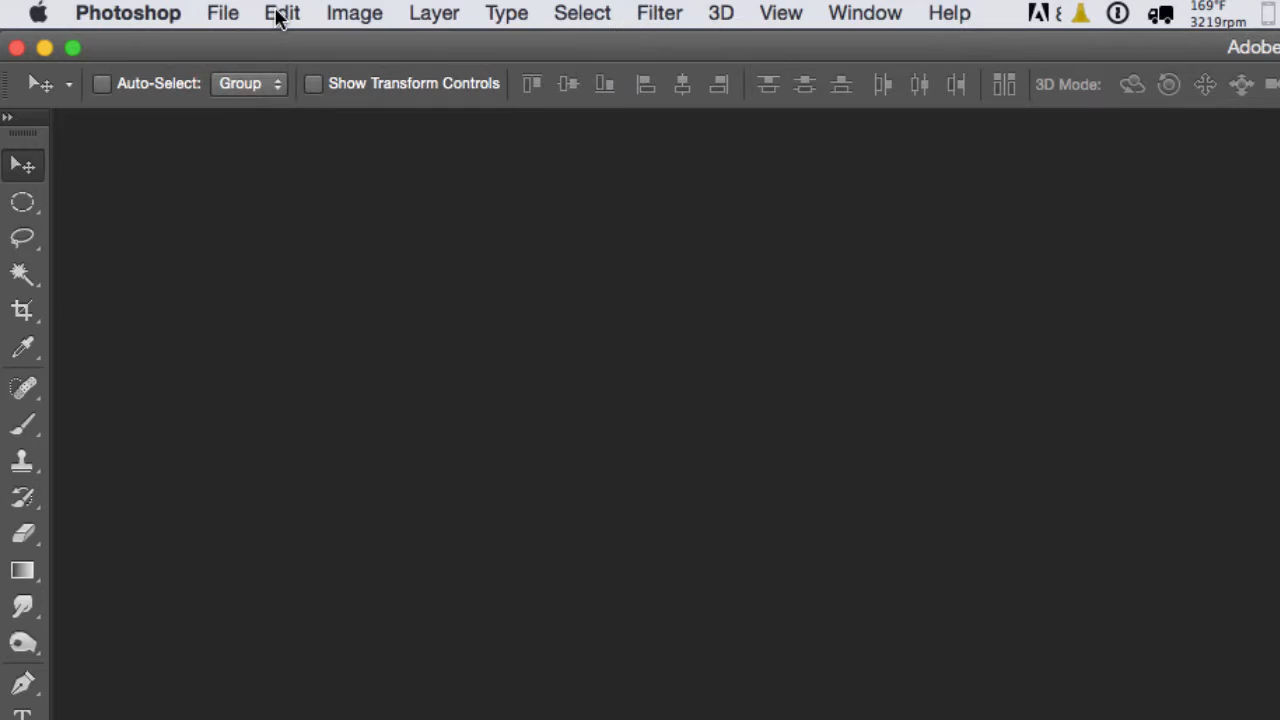 Photoshop File Edit Image Layer Type Select Filter 3D View Window Help 169°F
3219rpm
Adobe
Auto-Select: Group Show Transform Controls 3D Mode: